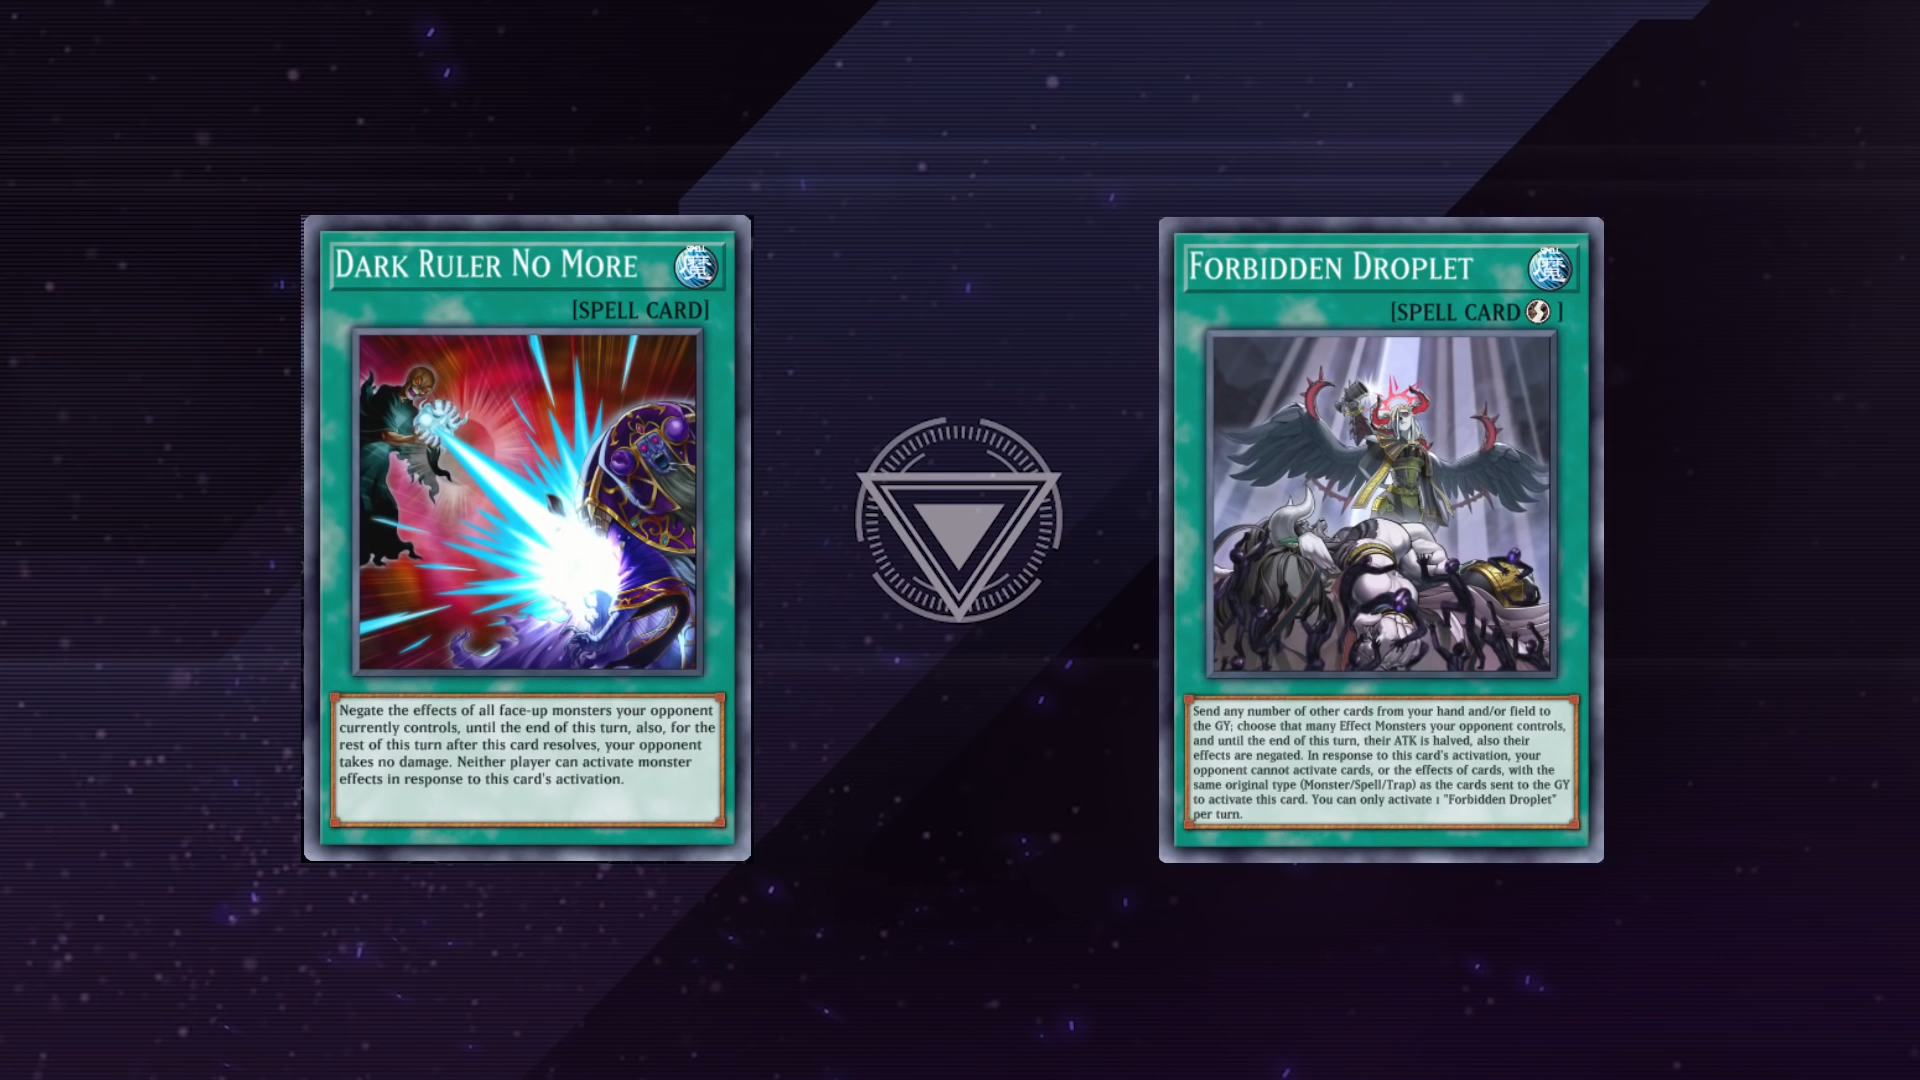 DARK RULER NO MORE
[SPELL CARD]
Negate the effects of all face-up monsters your opponent
currently controls, until the end of this turn, also, for the
rest of this turn after this card resolves, your opponent
takes no damage. Neither player can activate monster
effects in response to this card's activation.
FORBIDDEN DROPLET
[SPELL CARD ]
Send any number of other cards from your hand and/or field to
the GY; choose that many Effect Monsters your opponent controls,
and until the end of this turn, their ATK is halved, also their
effects are negated. In response to this card's activation, your
opponent cannot activate cards, or the effects of cards, with the
same original type (Monster/Spell/Trap) as the cards sent to the GY
to activate this card. You can only activate 1 "Forbidden Droplet"
per turn.